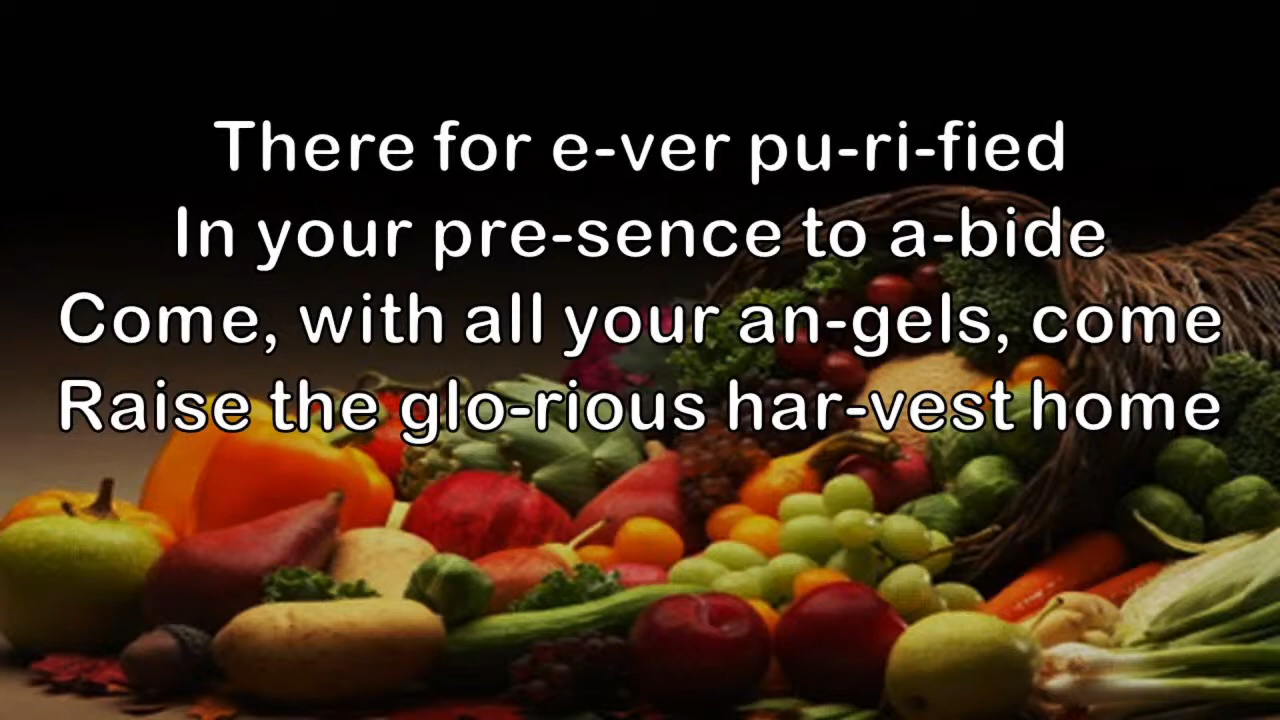 There for e-ver pu-ri-fied
In your pre-sence to a-bide
Come, with all your an-gels, come
Raise the glo-rious har-vest home